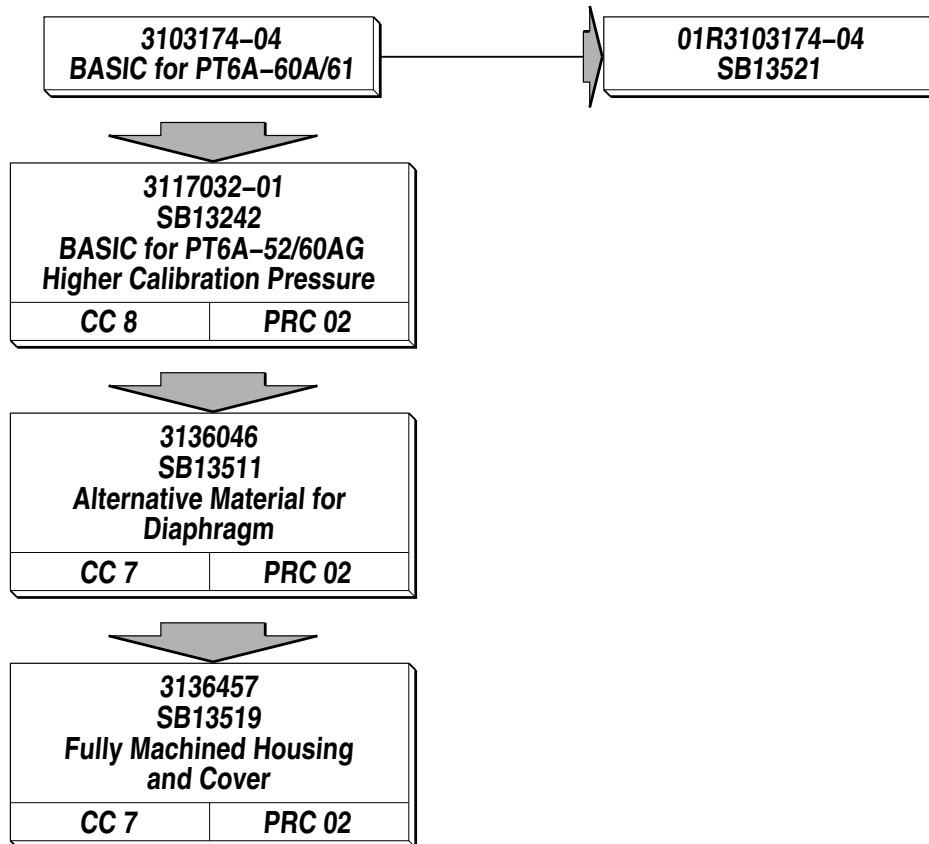 3103174–04
BASIC for PT6A–60A/61
01R3103174–04
SB13521
3117032–01
SB13242
BASIC for PT6A–52/60AG
Higher Calibration Pressure
CC 8
PRC 02
3136046
SB13511
Alternative Material for
Diaphragm
CC 7
PRC 02
3136457
SB13519
Fully Machined Housing
and Cover
CC 7
PRC 02